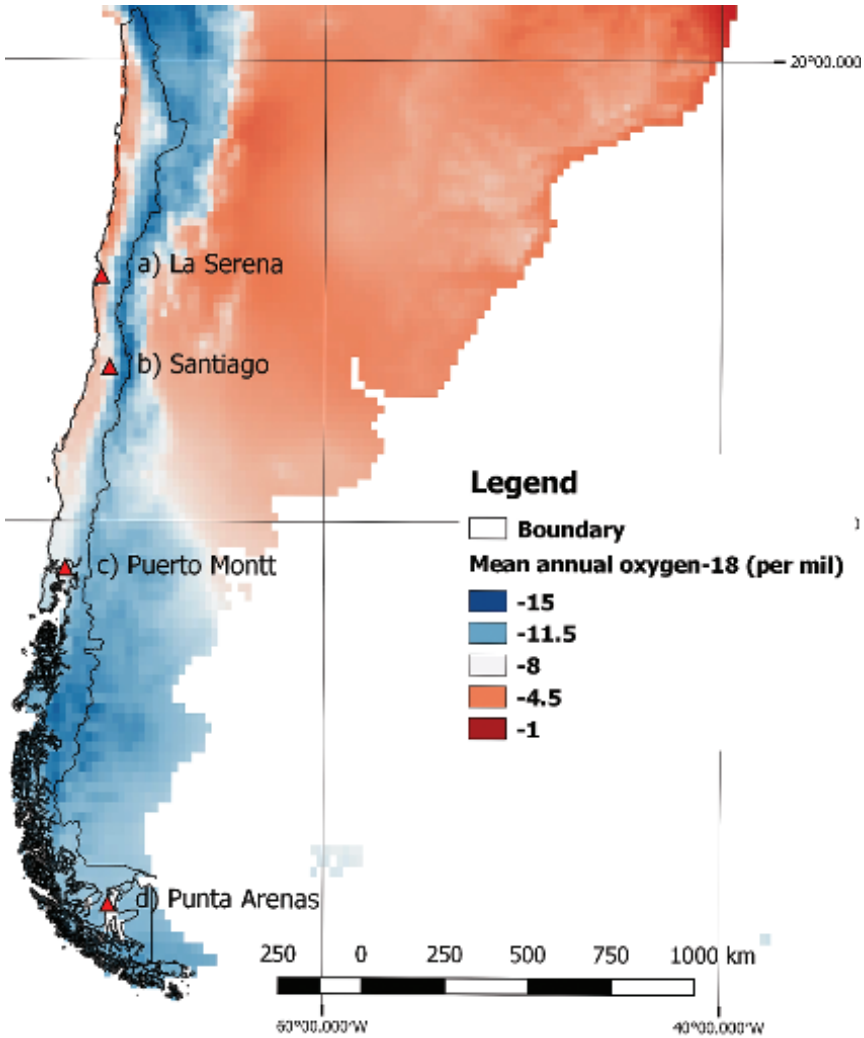 20°00.000
a) La Serena
b) Santiago
Legend
Boundary
c) Puerto Montt
Mean annual oxygen-18 (per mil)
-15
-11.5
-8
-4.5
-1
d) Punta Arenas
250 0 250 500 750 1000 km
60°00.000'W 40°00.000'W